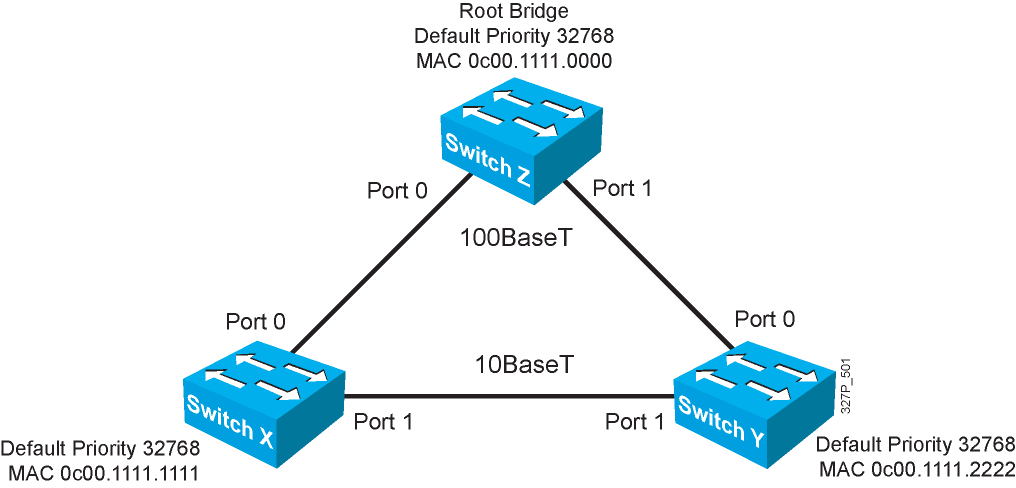 Root Bridge
Default Priority 32768
MAC 0c00.1111.0000
Switch Z
Port 0
Port 1
100BaseT
Port 0
Port 0
10BaseT
327P_501
Switch X
Port 1
Port 1
Switch Y
Default Priority 32768
MAC 0c00.1111.1111
Default Priority 32768
MAC 0c00.1111.2222